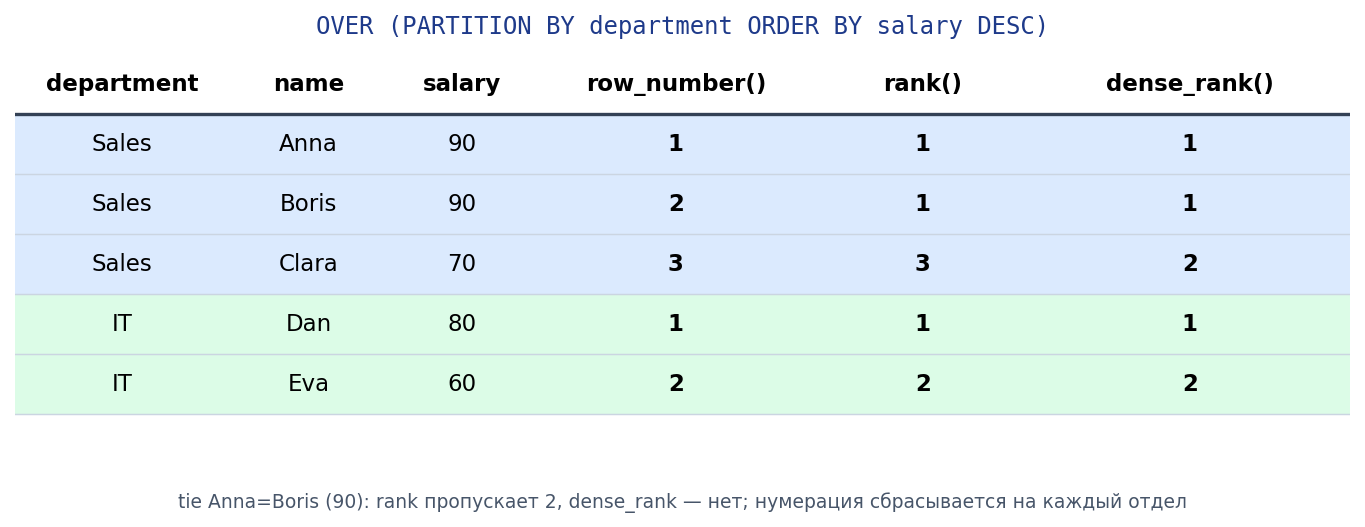 OVER (PARTITION BY department ORDER BY salary DESC)
department name salary row_number() rank() dense_rank()
Sales Anna 90 1 1 1
Sales Boris 90 2 1 1
Sales Clara 70 3 3 2
IT Dan 80 1 1 1
IT Eva 60 2 2 2
tie Anna=Boris (90): rank пропускает 2, dense_rank — нет; нумерация сбрасывается на каждый отдел